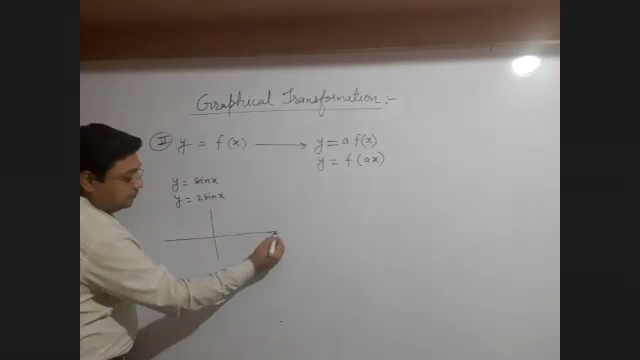 Graphical Transformation :-
II y = f(x) ⟶ y = a f(x)
y = f(ax)
y = sinx
y = 2sinx